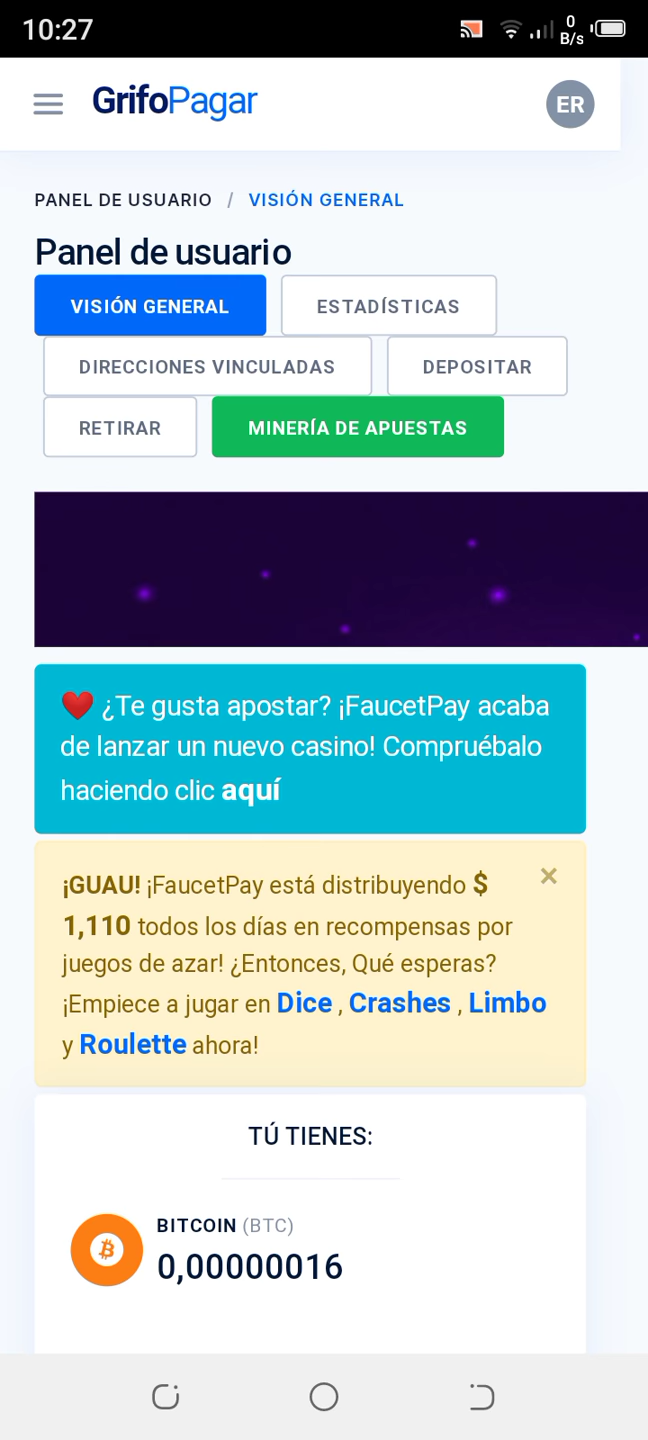 10:27
0
B/s
GrifoPagar
ER
PANEL DE USUARIO / VISIÓN GENERAL
Panel de usuario
VISIÓN GENERAL
ESTADÍSTICAS
DIRECCIONES VINCULADAS
DEPOSITAR
RETIRAR
MINERÍA DE APUESTAS
❤️ ¿Te gusta apostar? ¡FaucetPay acaba
de lanzar un nuevo casino! Compruébalo
haciendo clic aquí
¡GUAU! ¡FaucetPay está distribuyendo $
1,110 todos los días en recompensas por
juegos de azar! ¿Entonces, Qué esperas?
¡Empiece a jugar en Dice , Crashes , Limbo
y Roulette ahora!
×
TÚ TIENES:
BITCOIN (BTC)
0,00000016